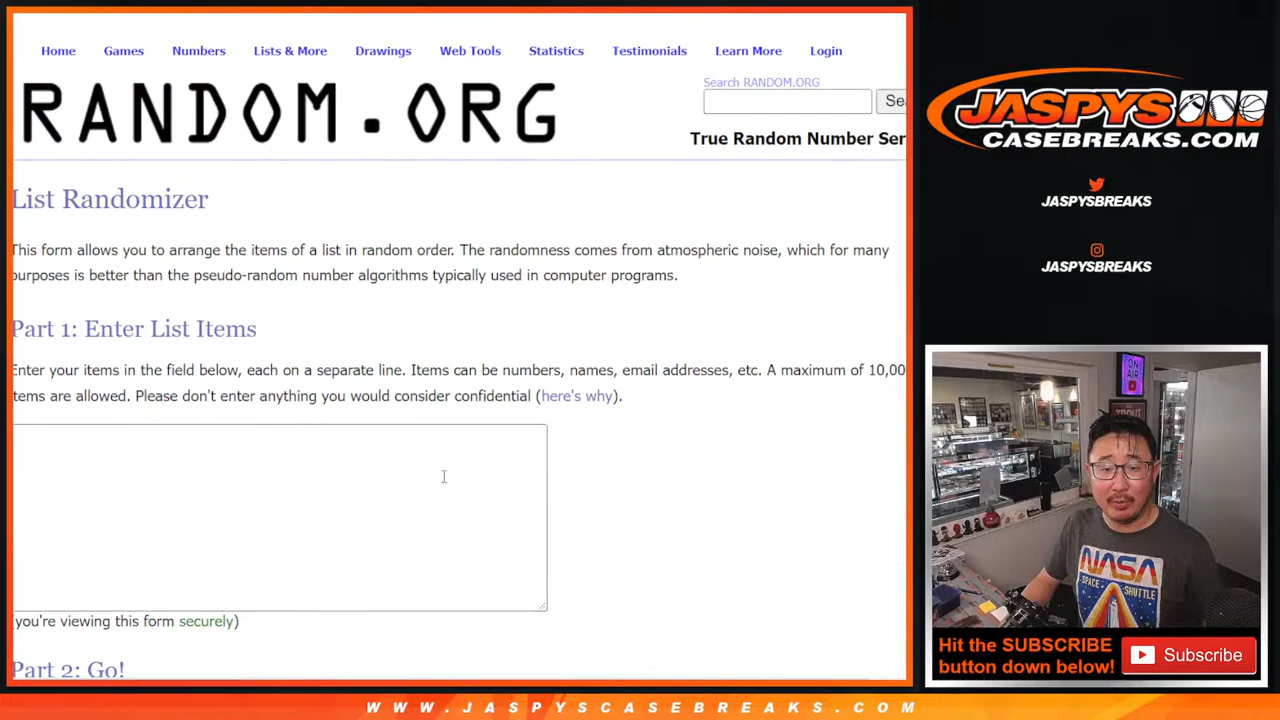 Home Games Numbers Lists & More Drawings Web Tools Statistics Testimonials Learn More Login
RANDOM.ORG
Search RANDOM.ORG
True Random Number Ser
List Randomizer
This form allows you to arrange the items of a list in random order. The randomness comes from atmospheric noise, which for many
purposes is better than the pseudo-random number algorithms typically used in computer programs.
Part 1: Enter List Items
Enter your items in the field below, each on a separate line. Items can be numbers, names, email addresses, etc. A maximum of 10,00
items are allowed. Please don't enter anything you would consider confidential (here's why).
(you're viewing this form securely)
Part 2: Go!
JASPYS
CASEBREAKS.COM
JASPYSBREAKS
JASPYSBREAKS
ON
AIR
TROUT
NASA
SPACE SHUTTLE
Hit the SUBSCRIBE
button down below!
Subscribe
WWW.JASPYSCASEBREAKS.COM